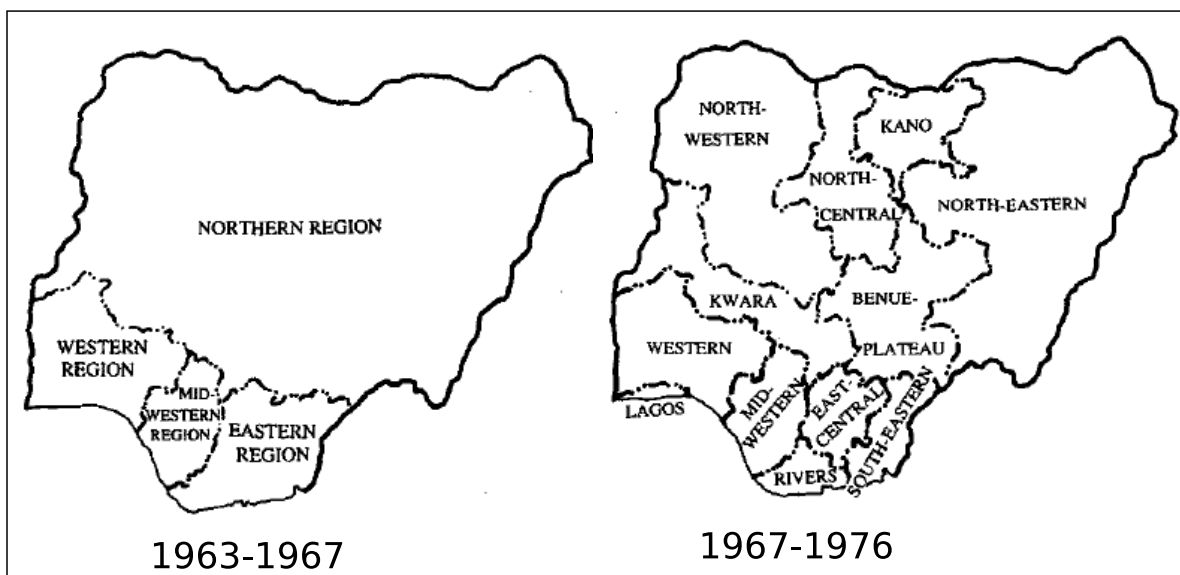 NORTHERN REGION
WESTERN
REGION
MID-
WESTERN
REGION
EASTERN
REGION
1963-1967
NORTH-
WESTERN
KANO
NORTH-
CENTRAL
NORTH-EASTERN
KWARA
BENUE-
PLATEAU
WESTERN
LAGOS
MID-
WESTERN
EAST-
CENTRAL
SOUTH-EASTERN
RIVERS
1967-1976